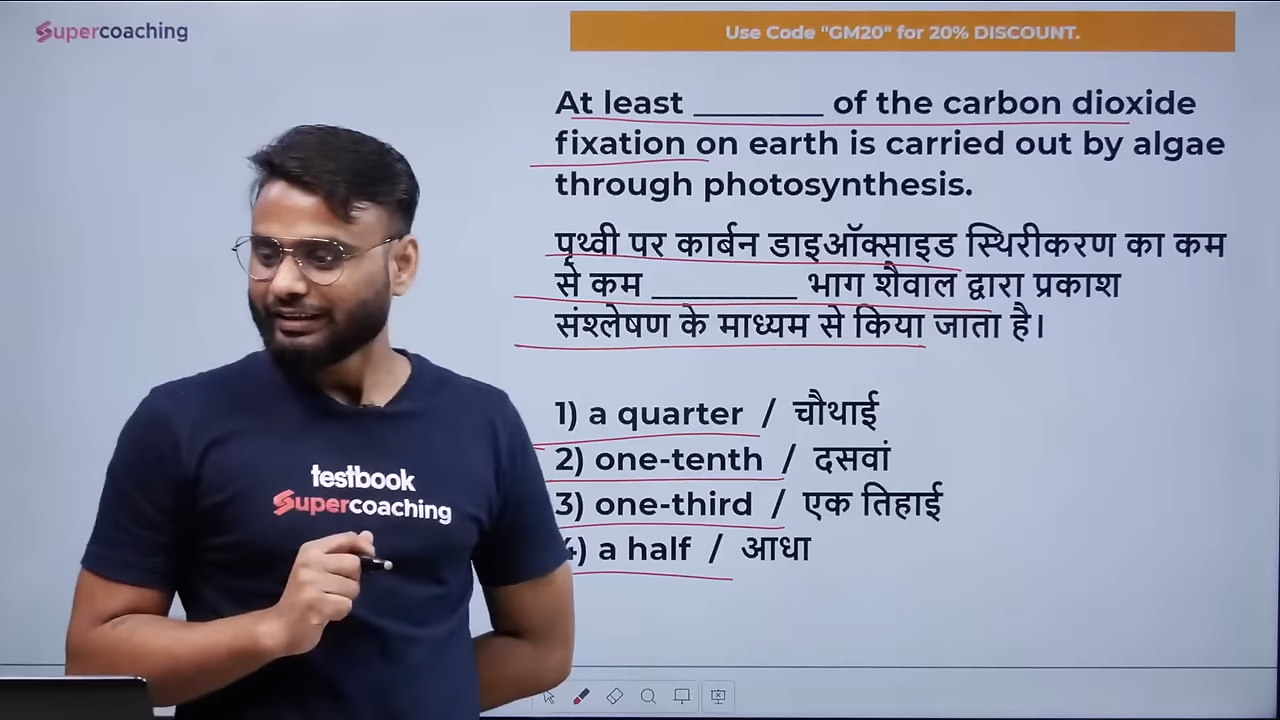 Supercoaching
Use Code "GM20" for 20% DISCOUNT.
At least ________ of the carbon dioxide
fixation on earth is carried out by algae
through photosynthesis.
पृथ्वी पर कार्बन डाइऑक्साइड स्थिरीकरण का कम
से कम _________ भाग शैवाल द्वारा प्रकाश
संश्लेषण के माध्यम से किया जाता है।
1) a quarter / चौथाई
2) one-tenth / दसवां
3) one-third / एक तिहाई
4) a half / आधा
testbook
Supercoaching